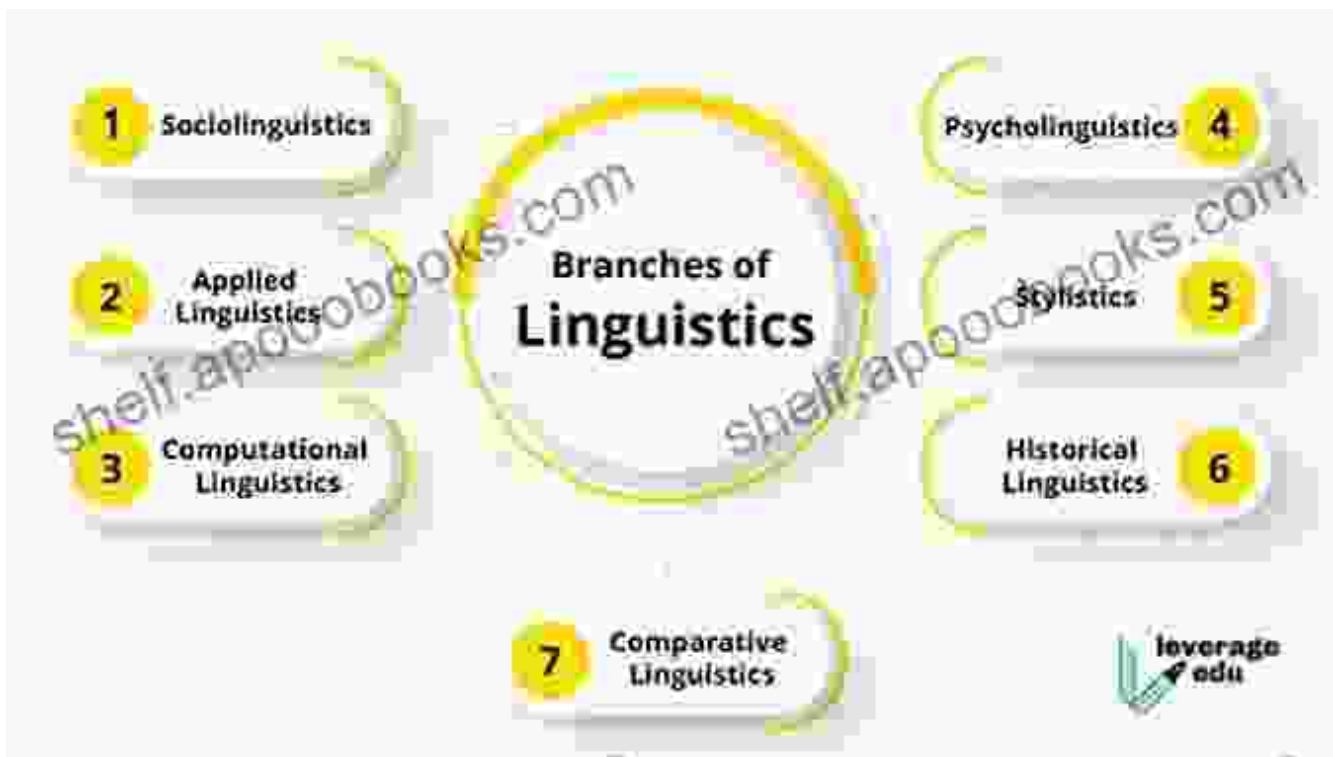 1 Sociolinguistics
2 Applied
Linguistics
3 Computational
Linguistics
Branches of
Linguistics
Psycholinguistics 4
Stylistics 5
Historical
Linguistics 6
7 Comparative
Linguistics
leverage
edu
shelf.apooobooks.com
shelf.apooobooks.com